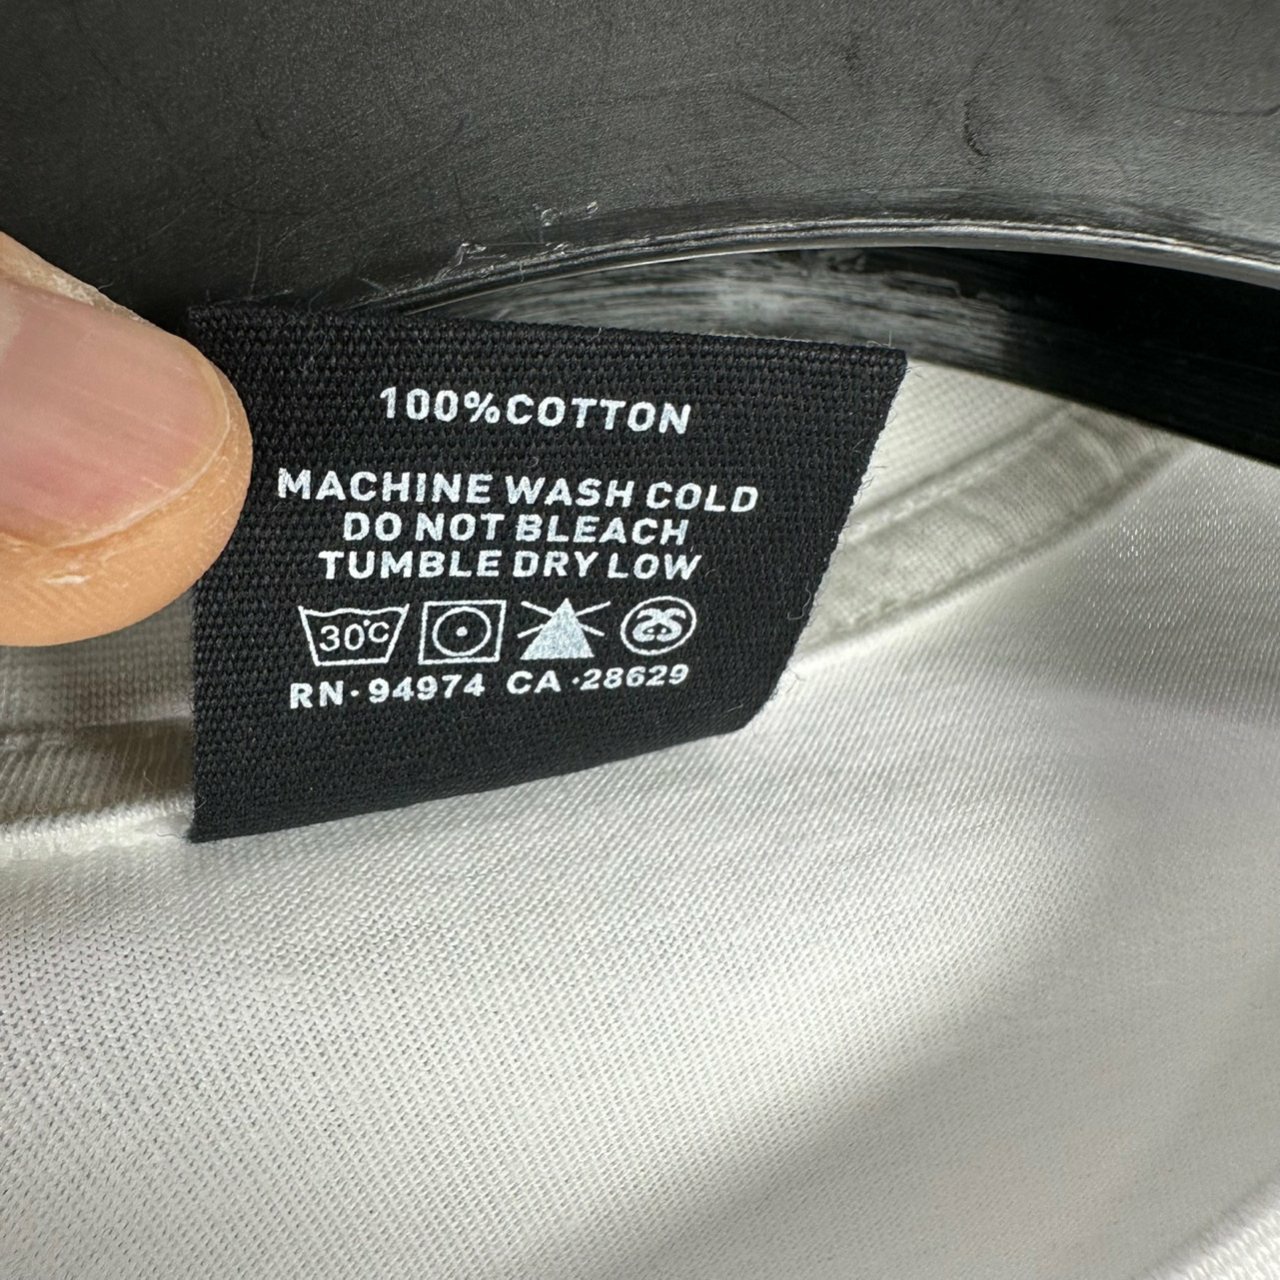 100%COTTON
MACHINE WASH COLD
DO NOT BLEACH
TUMBLE DRY LOW
30°C
RN·94974 CA·28629